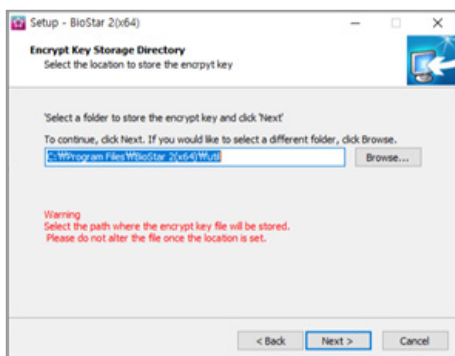 Setup - BioStar 2(x64)
Encrypt Key Storage Directory
Select the location to store the encrpyt key
'Select a folder to store the encrypt key and click 'Next'
To continue, click Next. If you would like to select a different folder, click Browse.
C:₩Program Files₩BioStar 2(x64)₩util
Browse...
Warning
Select the path where the encrypt key file will be stored.
Please do not alter the file once the location is set.
< Back
Next >
Cancel